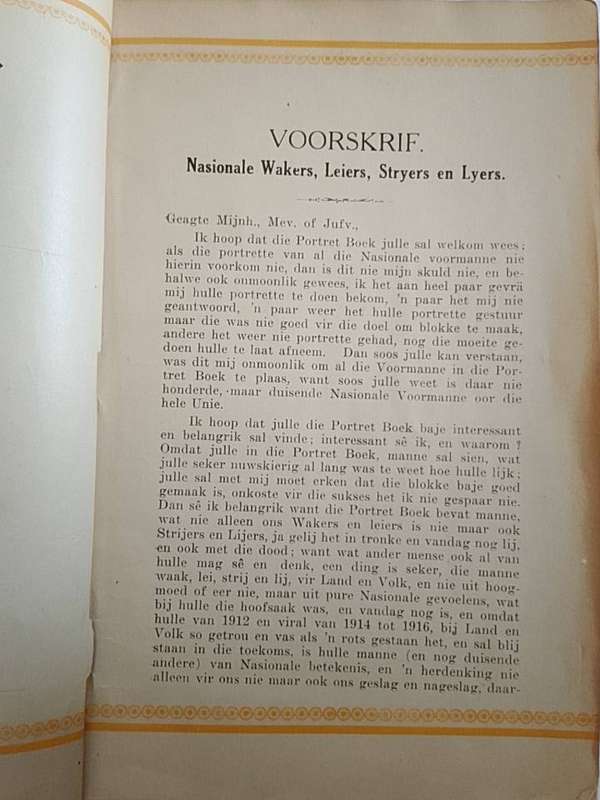 VOORSKRIF.
Nasionale Wakers, Leiers, Stryers en Lyers.
Geagte Mijnh., Mev. of Jufv.,
Ik hoop dat die Portret Boek julle sal welkom wees;
als die portrette van al die Nasionale voormanne nie
hierin voorkom nie, dan is dit nie mijn skuld nie, en be-
halwe ook onmoonlik gewees, ik het aan heel paar gevrä
mij hulle portrette te doen bekom, 'n paar het mij nie
geantwoord, 'n paar weer het hulle portrette gestuur
maar die was nie goed vir die doel om blokke te maak,
andere het weer nie portrette gehad, nog die moeite ge-
doen hulle te laat afneem. Dan soos julle kan verstaan,
was dit mij onmoonlik om al die Voormanne in die Por-
tret Boek te plaas, want soos julle weet is daar nie
honderde, maar duisende Nasionale Voormanne oor die
hele Unie.
Ik hoop dat julle die Portret Boek baje interessant
en belangrik sal vinde; interessant sê ik, en waarom?
Omdat julle in die Portret Boek, manne sal sien, wat
julle seker nuwskierig al lang was te weet hoe hulle lijk;
julle sal met mij moet erken dat die blokke baje goed
gemaak is, onkoste vir die sukses het ik nie gespaar nie.
Dan sê ik belangrik want die Portret Boek bevat manne,
wat nie alleen ons Wakers en leiers is nie maar ook
Strijers en Lijers, ja gelij het in tronke en vandag nog lij,
en ook met die dood; want wat ander mense ook al van
hulle mag sê en denk, een ding is seker, die manne
waak, lei, strij en lij, vir Land en Volk, en nie uit hoog-
moed of eer nie, maar uit pure Nasionale gevoelens, wat
bij hulle die hoofsaak was, en vandag nog is, en omdat
hulle van 1912 en viral van 1914 tot 1916, bij Land en
Volk so getrou en vas als 'n rots gestaan het, en sal blij
staan in die toekoms, is hulle manne (en nog duisende
andere) van Nasionale betekenis, en 'n herdenking nie
alleen vir ons nie maar ook ons geslag en nageslag, daar-